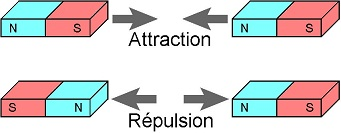 N S N S
Attraction
S N N S
Répulsion